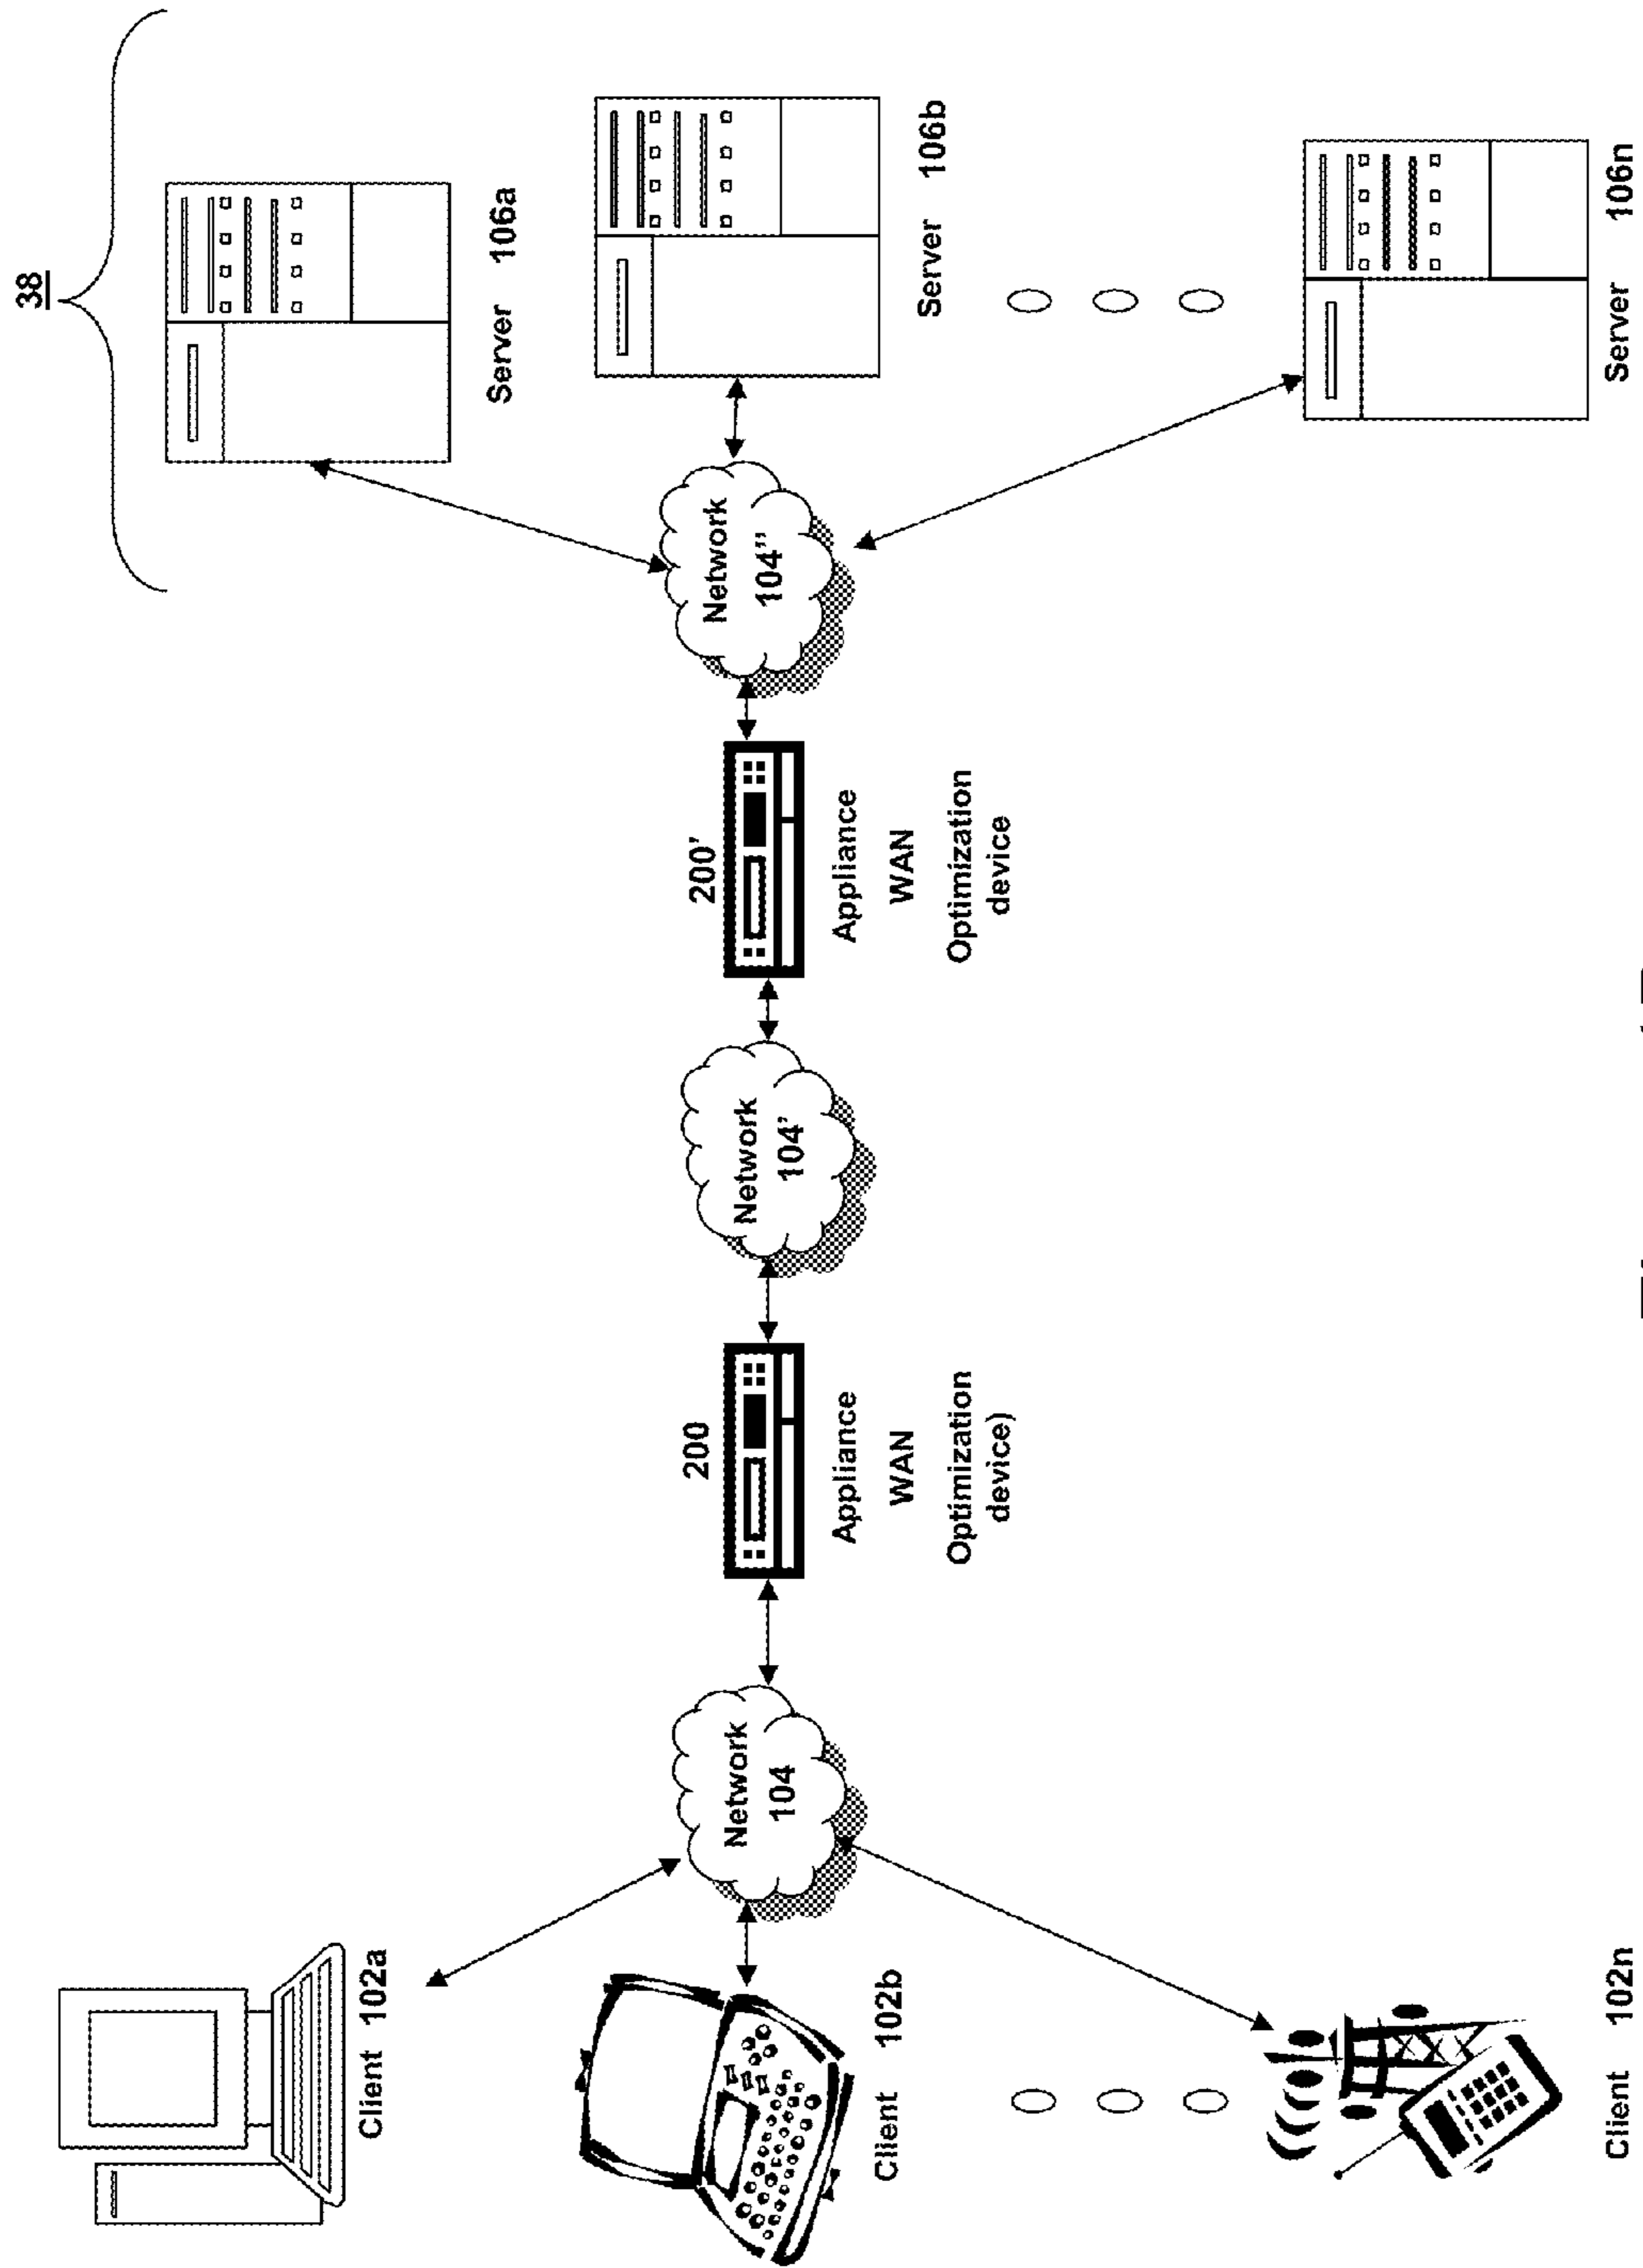 38
Client 102a
Client 102b
Client 102n
Network
104
200
Appliance
WAN
Optimization
device)
Network
104'
200'
Appliance
WAN
Optimization
device
Network
104"
Server 106a
Server 106b
Server 106n